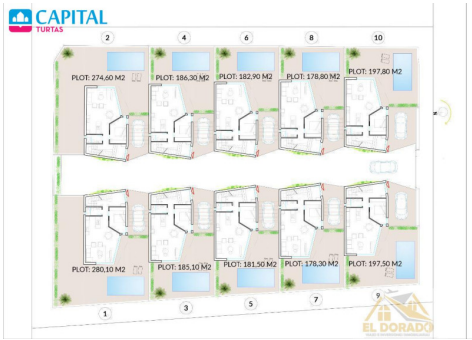 CAPITAL
TURTAS
2 4 6 8 10
PLOT: 274,60 M2 PLOT: 186,30 M2 PLOT: 182,90 M2 PLOT: 178,80 M2 PLOT: 197,80 M2
PLOT: 280,10 M2 PLOT: 185,10 M2 PLOT: 181,50 M2 PLOT: 178,30 M2 PLOT: 197,50 M2
1 3 5 7 9
EL DORADO